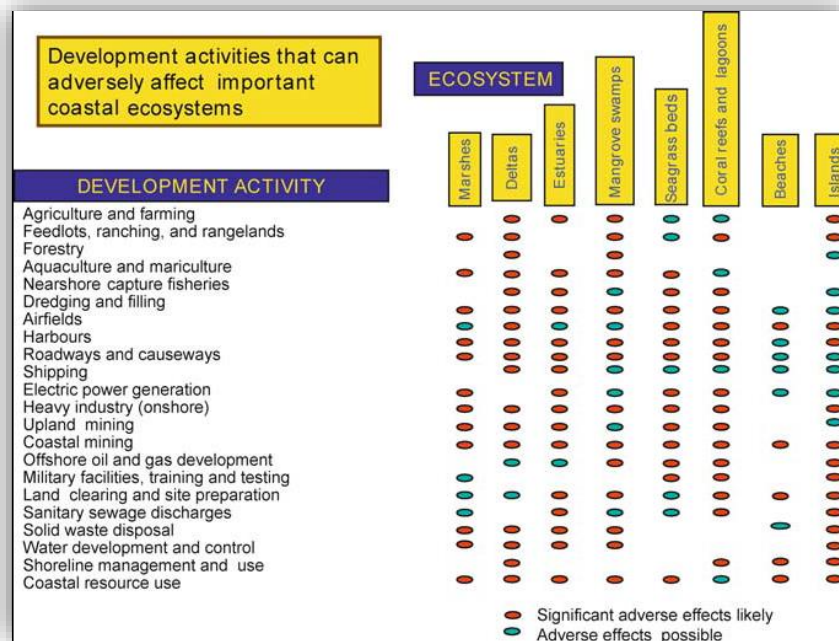 Development activities that can
adversely affect important
coastal ecosystems
ECOSYSTEM
Marshes
Deltas
Estuaries
Mangrove swamps
Seagrass beds
Coral reefs and lagoons
Beaches
Islands
DEVELOPMENT ACTIVITY
Agriculture and farming
Feedlots, ranching, and rangelands
Forestry
Aquaculture and mariculture
Nearshore capture fisheries
Dredging and filling
Airfields
Harbours
Roadways and causeways
Shipping
Electric power generation
Heavy industry (onshore)
Upland mining
Coastal mining
Offshore oil and gas development
Military facilities, training and testing
Land clearing and site preparation
Sanitary sewage discharges
Solid waste disposal
Water development and control
Shoreline management and use
Coastal resource use
Significant adverse effects likely
Adverse effects possible